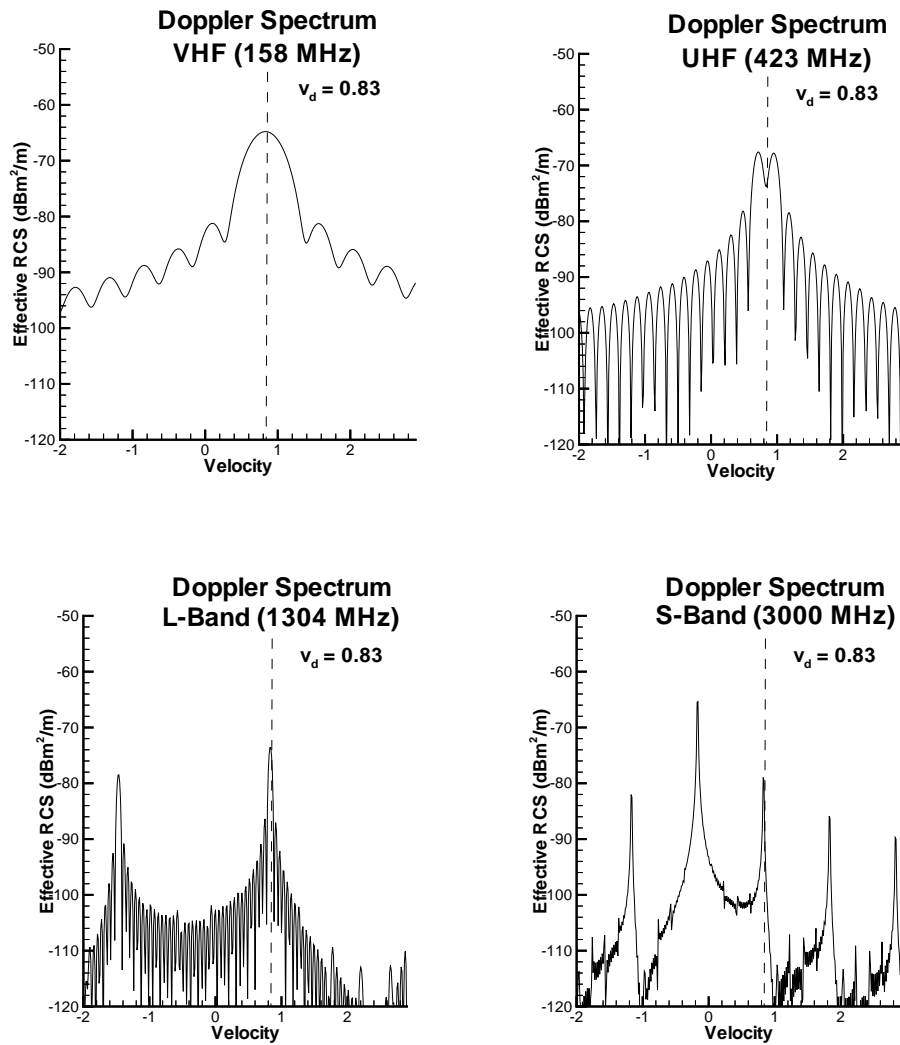 Doppler Spectrum
VHF (158 MHz)
v_d = 0.83
Effective RCS (dBm²/m)
-50
-60
-70
-80
-90
-100
-110
-120
-2 -1 0 1 2
Velocity
Doppler Spectrum
UHF (423 MHz)
v_d = 0.83
Effective RCS (dBm²/m)
-50
-60
-70
-80
-90
-100
-110
-120
-2 -1 0 1 2
Velocity
Doppler Spectrum
L-Band (1304 MHz)
v_d = 0.83
Effective RCS (dBm²/m)
-50
-60
-70
-80
-90
-100
-110
-120
-2 -1 0 1 2
Velocity
Doppler Spectrum
S-Band (3000 MHz)
v_d = 0.83
Effective RCS (dBm²/m)
-50
-60
-70
-80
-90
-100
-110
-120
-2 -1 0 1 2
Velocity